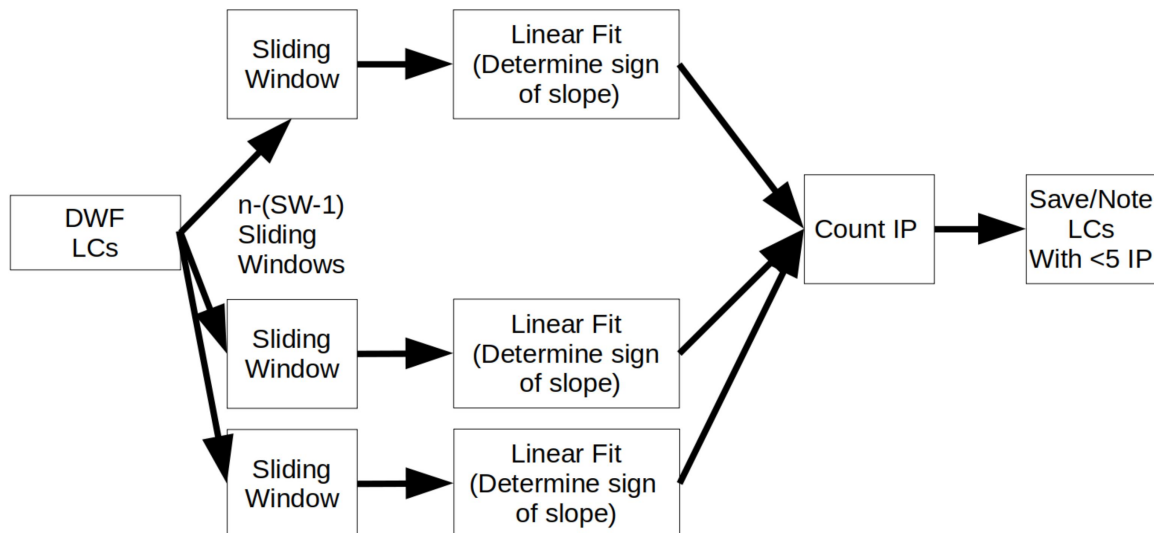 DWF
LCs
n-(SW-1)
Sliding
Windows
Sliding
Window
Linear Fit
(Determine sign
of slope)
Sliding
Window
Linear Fit
(Determine sign
of slope)
Sliding
Window
Linear Fit
(Determine sign
of slope)
Count IP
Save/Note
LCs
With <5 IP